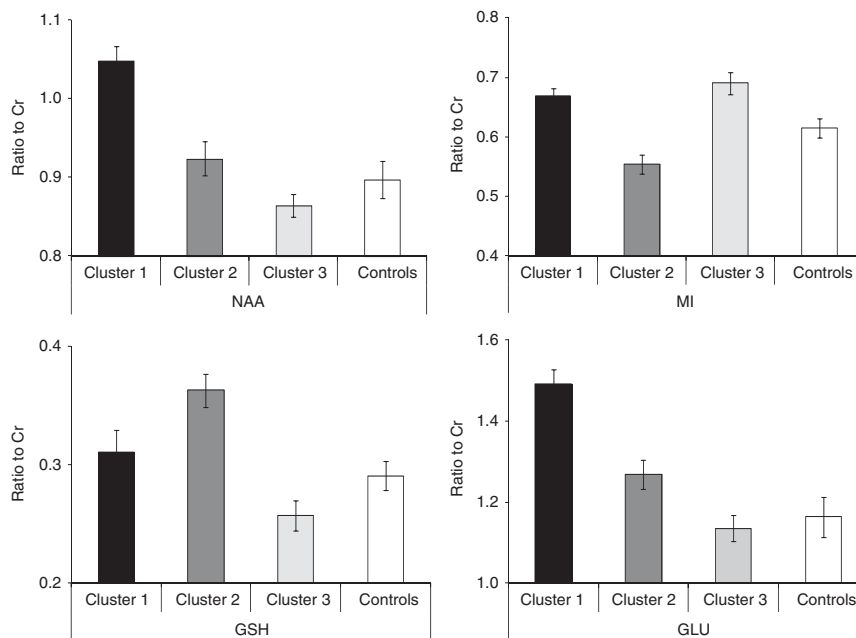 1.1
1.0
0.9
0.8
Ratio to Cr
Cluster 1 Cluster 2 Cluster 3 Controls
NAA
0.8
0.7
0.6
0.5
0.4
Ratio to Cr
Cluster 1 Cluster 2 Cluster 3 Controls
MI
0.4
0.3
0.2
Ratio to Cr
Cluster 1 Cluster 2 Cluster 3 Controls
GSH
1.6
1.4
1.2
1.0
Ratio to Cr
Cluster 1 Cluster 2 Cluster 3 Controls
GLU